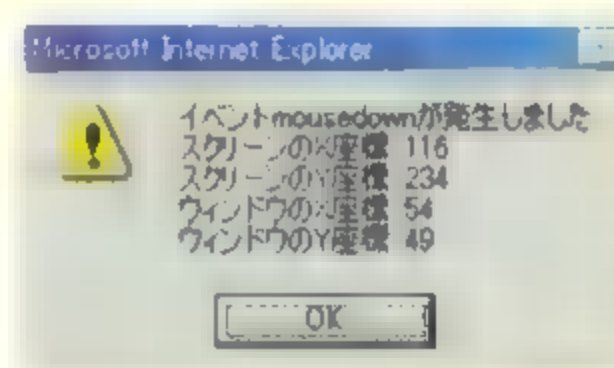 Microsoft Internet Explorer
イベントmousedownが発生しました
スクリーンのX座標 116
スクリーンのY座標 234
ウィンドウのX座標 54
ウィンドウのY座標 49
OK